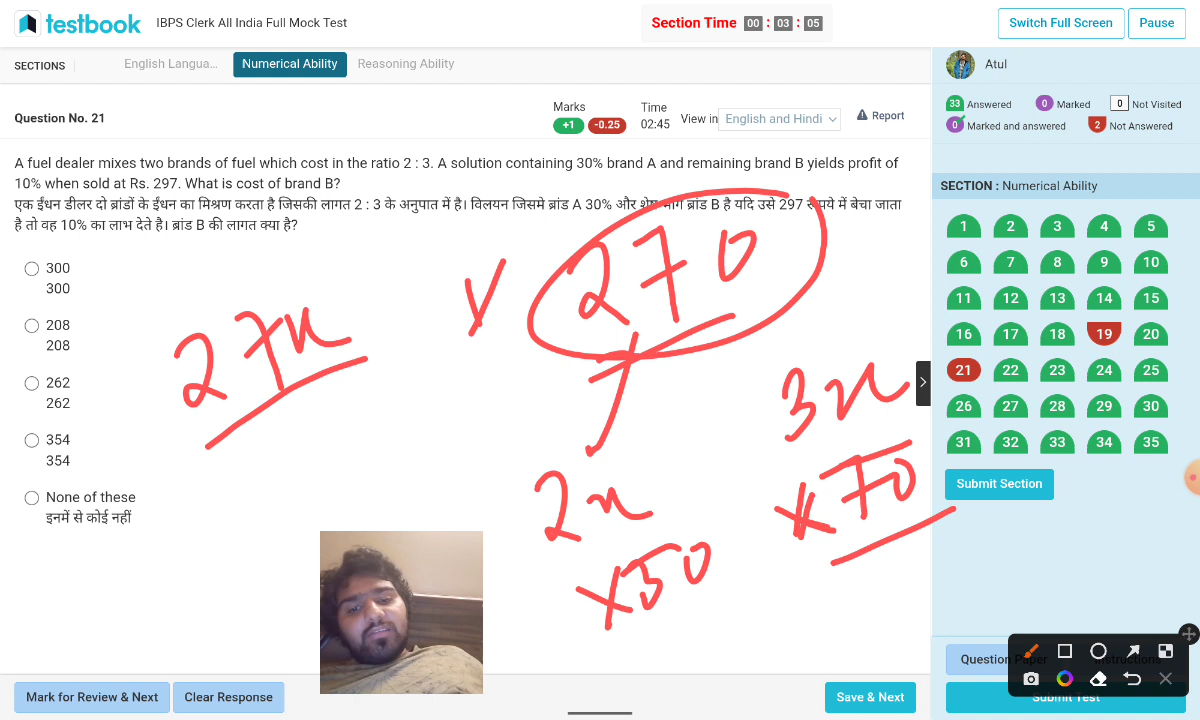 testbook
IBPS Clerk All India Full Mock Test
Section Time 00 : 03 : 05
Switch Full Screen
Pause
SECTIONS
English Langua...
Numerical Ability
Reasoning Ability
Atul
Question No. 21
Marks
+1
-0.25
Time
02:45
View in
English and Hindi
Report
33 Answered
0 Marked
0 Not Visited
0 Marked and answered
2 Not Answered
A fuel dealer mixes two brands of fuel which cost in the ratio 2 : 3. A solution containing 30% brand A and remaining brand B yields profit of
10% when sold at Rs. 297. What is cost of brand B?
एक ईंधन डीलर दो ब्रांडों के ईंधन का मिश्रण करता है जिसकी लागत 2 : 3 के अनुपात में है। विलयन जिसमे ब्रांड A 30% और ब्रांड B है यदि उसे 297 में बेचा जाता
है तो वह 10% का लाभ देते है। ब्रांड B की लागत क्या है?
300
300
208
208
262
262
354
354
None of these
इनमें से कोई नहीं
270
27x
3x
×70
2x
SECTION : Numerical Ability
1 2 3 4 5
6 7 8 9 10
11 12 13 14 15
16 17 18 19 20
21 22 23 24 25
26 27 28 29 30
31 32 33 34 35
Submit Section
Question Paper
Instructions
Submit Test
Mark for Review & Next
Clear Response
Save & Next